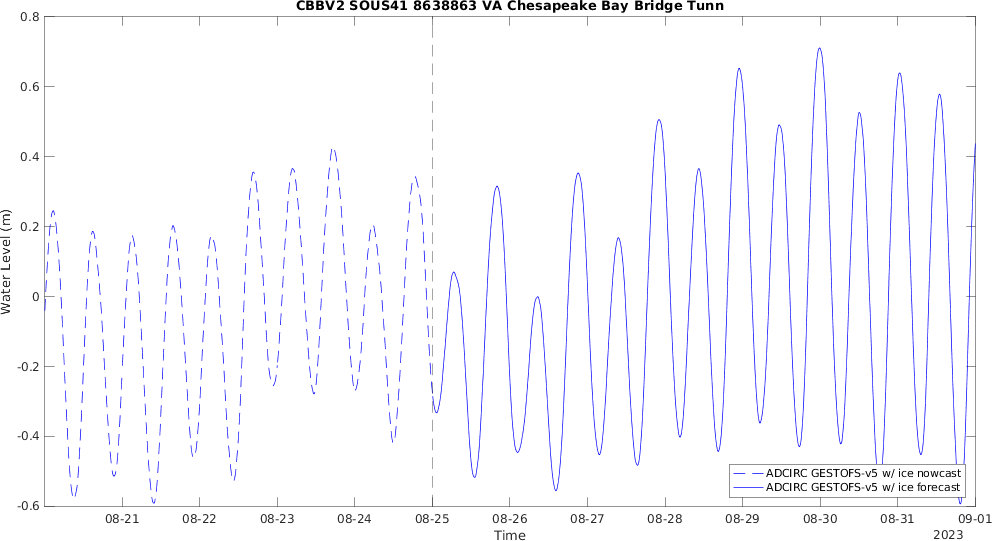 CBBV2 SOUS41 8638863 VA Chesapeake Bay Bridge Tunn
0.8
0.6
0.4
0.2
0
-0.2
-0.4
-0.6
Water Level (m)
ADCIRC GESTOFS-v5 w/ ice nowcast
ADCIRC GESTOFS-v5 w/ ice forecast
08-21 08-22 08-23 08-24 08-25 08-26 08-27 08-28 08-29 08-30 08-31 09-01
Time
2023